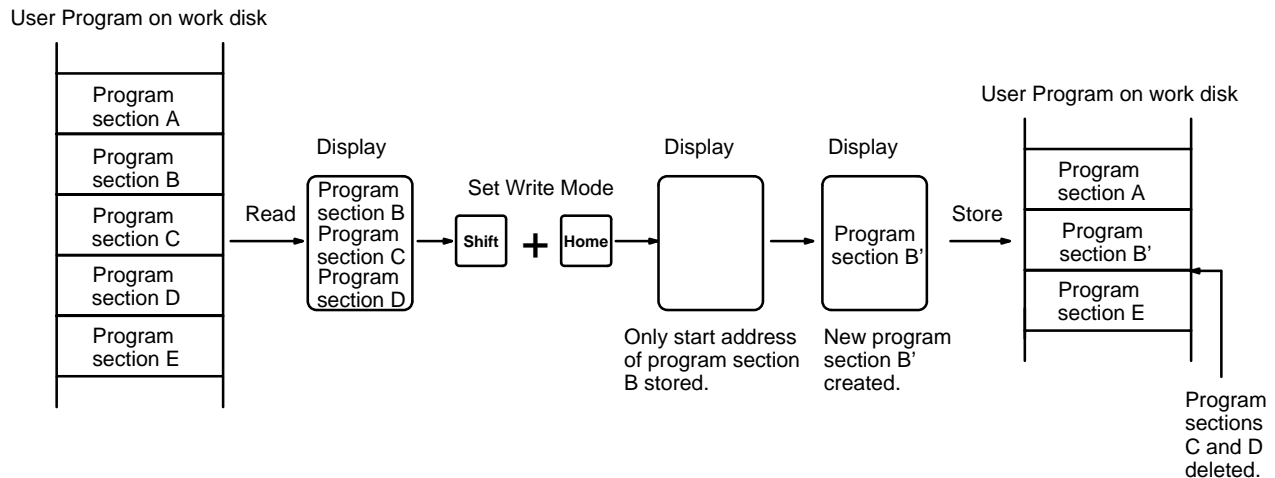 User Program on work disk
Program
section A
Program
section B
Program
section C
Program
section D
Program
section E
Read
Display
Program
section B
Program
section C
Program
section D
Set Write Mode
Shift
+
Home
Display
Only start address
of program section
B stored.
Display
Program
section B’
New program
section B’
created.
Store
User Program on work disk
Program
section A
Program
section B’
Program
section E
Program
sections
C and D
deleted.